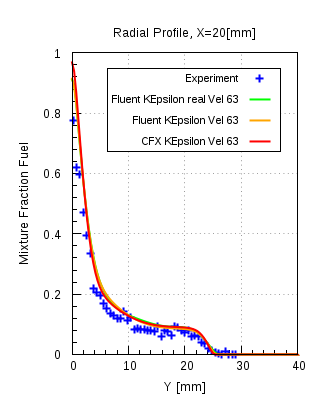 Radial Profile, X=20[mm]
Experiment
Fluent KEpsilon real Vel 63
Fluent KEpsilon Vel 63
CFX KEpsilon Vel 63
Mixture Fraction Fuel
1
0.8
0.6
0.4
0.2
0
0 10 20 30 40
Y [mm]